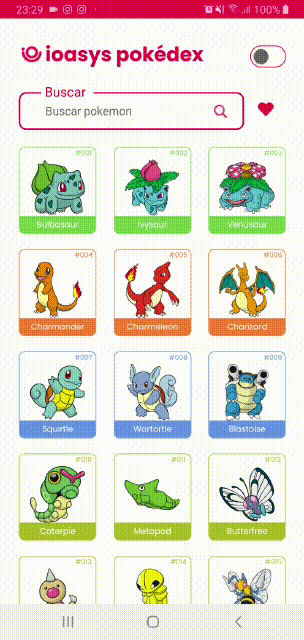 23:29 100%
ioasys pokédex
Buscar
Buscar pokemon
#001 #002 #003
Bulbasaur Ivysaur Venusaur
#004 #005 #006
Charmander Charmeleon Charizard
#007 #008 #009
Squirtle Wartortle Blastoise
#010 #011 #012
Caterpie Metapod Butterfree
#013 #014 #015